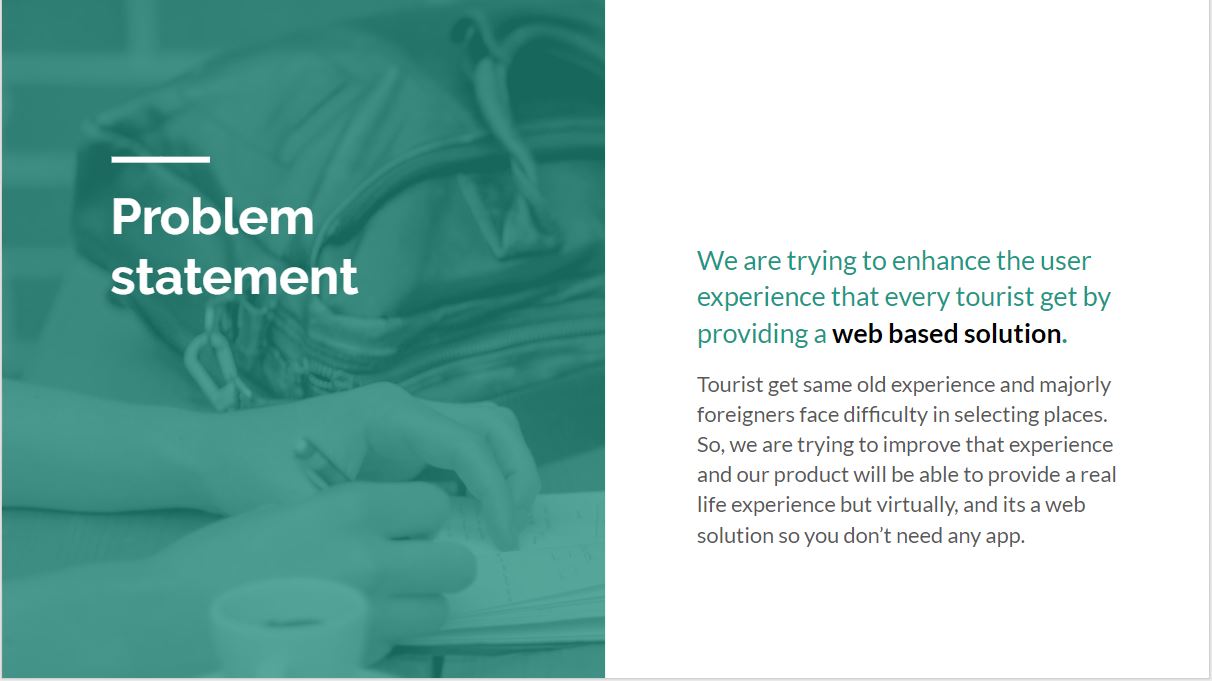 Problem
statement
We are trying to enhance the user
experience that every tourist get by
providing a web based solution.
Tourist get same old experience and majorly
foreigners face difficulty in selecting places.
So, we are trying to improve that experience
and our product will be able to provide a real
life experience but virtually, and its a web
solution so you don’t need any app.